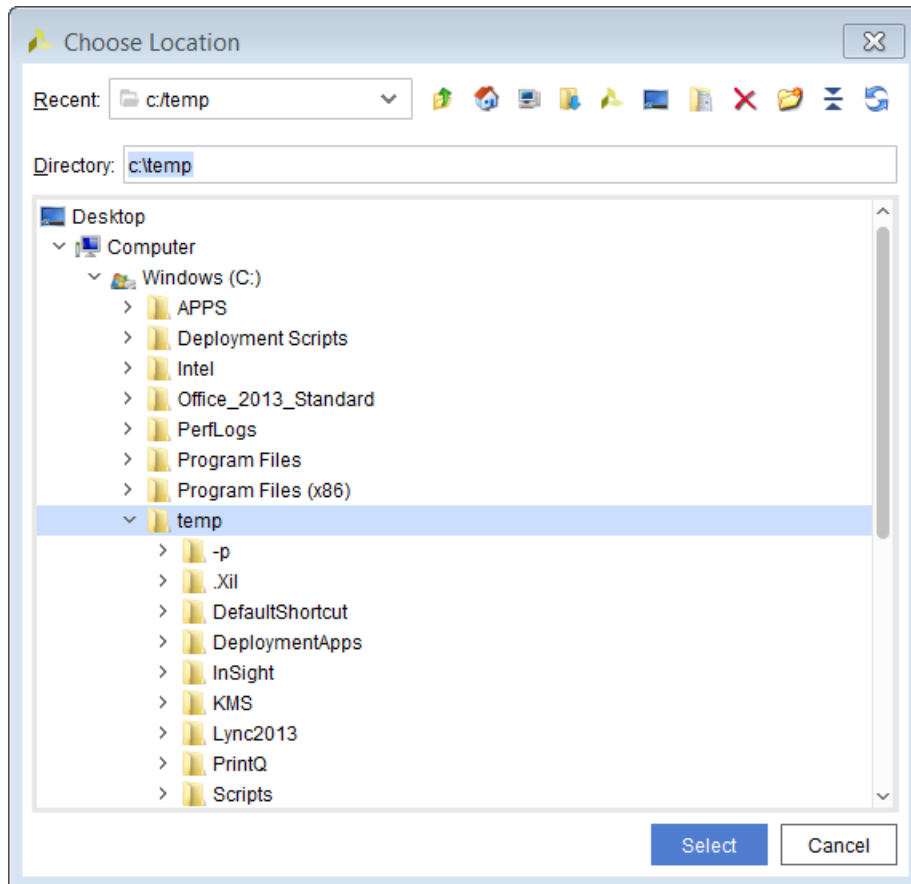 Choose Location
Recent: c:/temp
Directory: c:\temp
Desktop
Computer
Windows (C:)
APPS
Deployment Scripts
Intel
Office_2013_Standard
PerfLogs
Program Files
Program Files (x86)
temp
-p
.Xil
DefaultShortcut
DeploymentApps
InSight
KMS
Lync2013
PrintQ
Scripts
Select Cancel